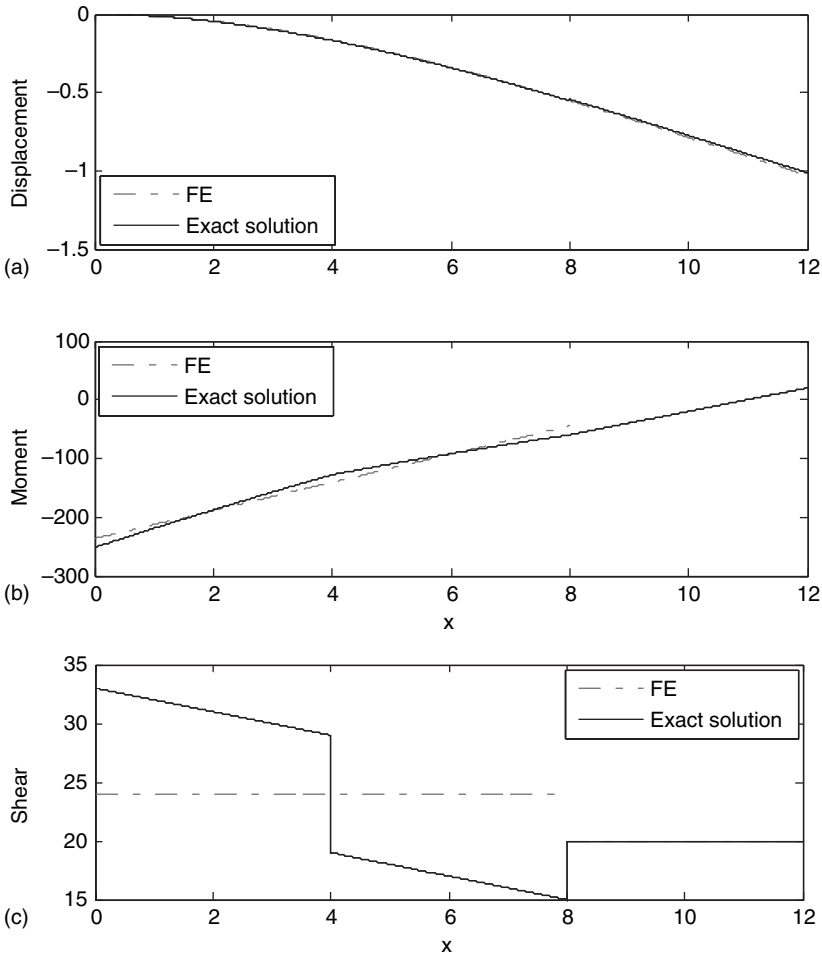 0
−0.5
−1
−1.5
Displacement
FE
Exact solution
(a)
0 2 4 6 8 10 12
100
0
−100
−200
−300
Moment
FE
Exact solution
(b)
0 2 4 6 8 10 12
x
35
30
25
20
15
Shear
FE
Exact solution
(c)
0 2 4 6 8 10 12
x